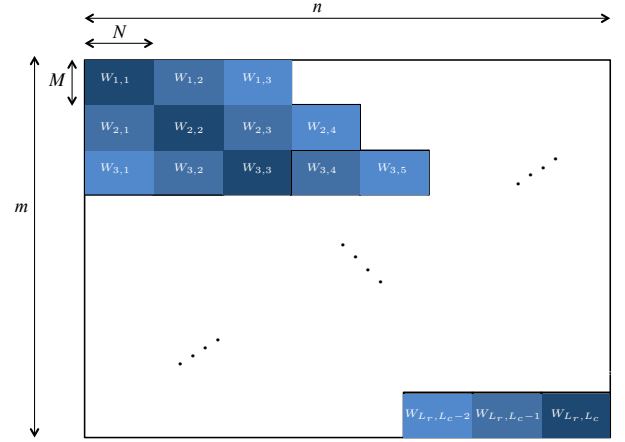 n
N
M
W_{1,1} W_{1,2} W_{1,3}
W_{2,1} W_{2,2} W_{2,3} W_{2,4}
W_{3,1} W_{3,2} W_{3,3} W_{3,4} W_{3,5}
m
W_{L_r,L_c-2} W_{L_r,L_c-1} W_{L_r,L_c}